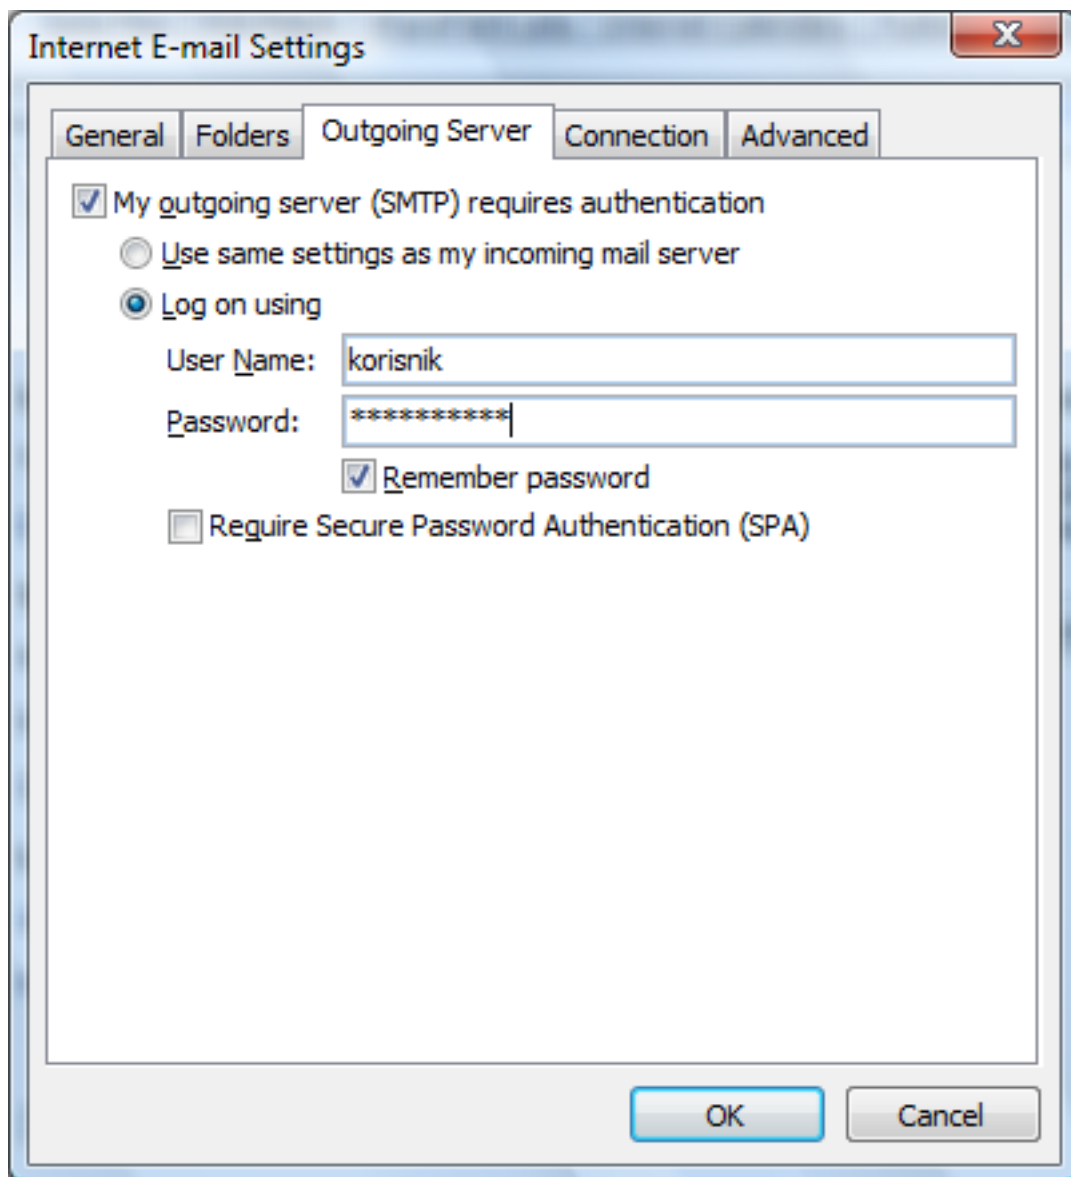 Internet E-mail Settings
General Folders Outgoing Server Connection Advanced
My outgoing server (SMTP) requires authentication
Use same settings as my incoming mail server
Log on using
User Name: korisnik
Password: **********
Remember password
Require Secure Password Authentication (SPA)
OK Cancel